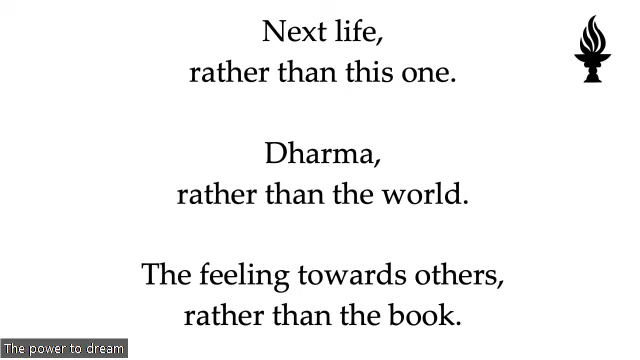 Next life,
rather than this one.
Dharma,
rather than the world.
The feeling towards others,
rather than the book.
The power to dream